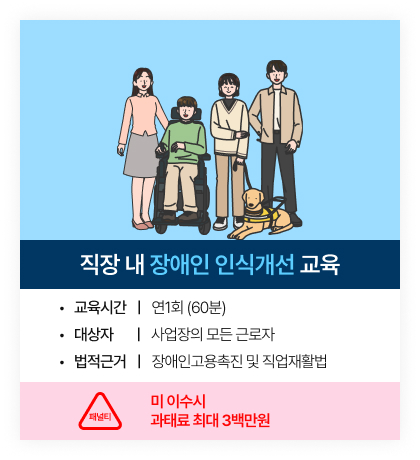 직장 내 장애인 인식개선 교육
• 교육시간 | 연1회 (60분)
• 대상자 | 사업장의 모든 근로자
• 법적근거 | 장애인고용촉진 및 직업재활법
패널티
미 이수시
과태료 최대 3백만원